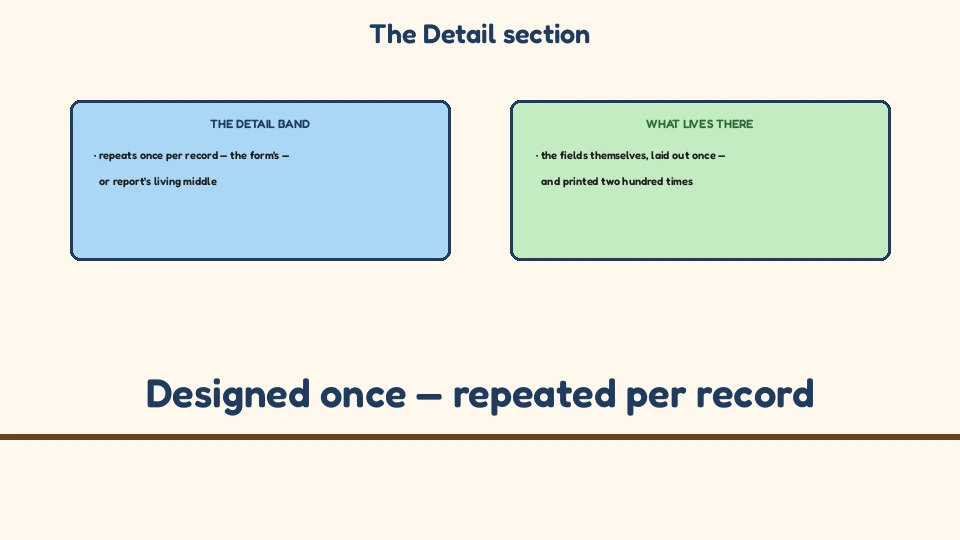 The Detail section
THE DETAIL BAND
· repeats once per record — the form's —
or report's living middle
WHAT LIVES THERE
· the fields themselves, laid out once —
and printed two hundred times
Designed once — repeated per record